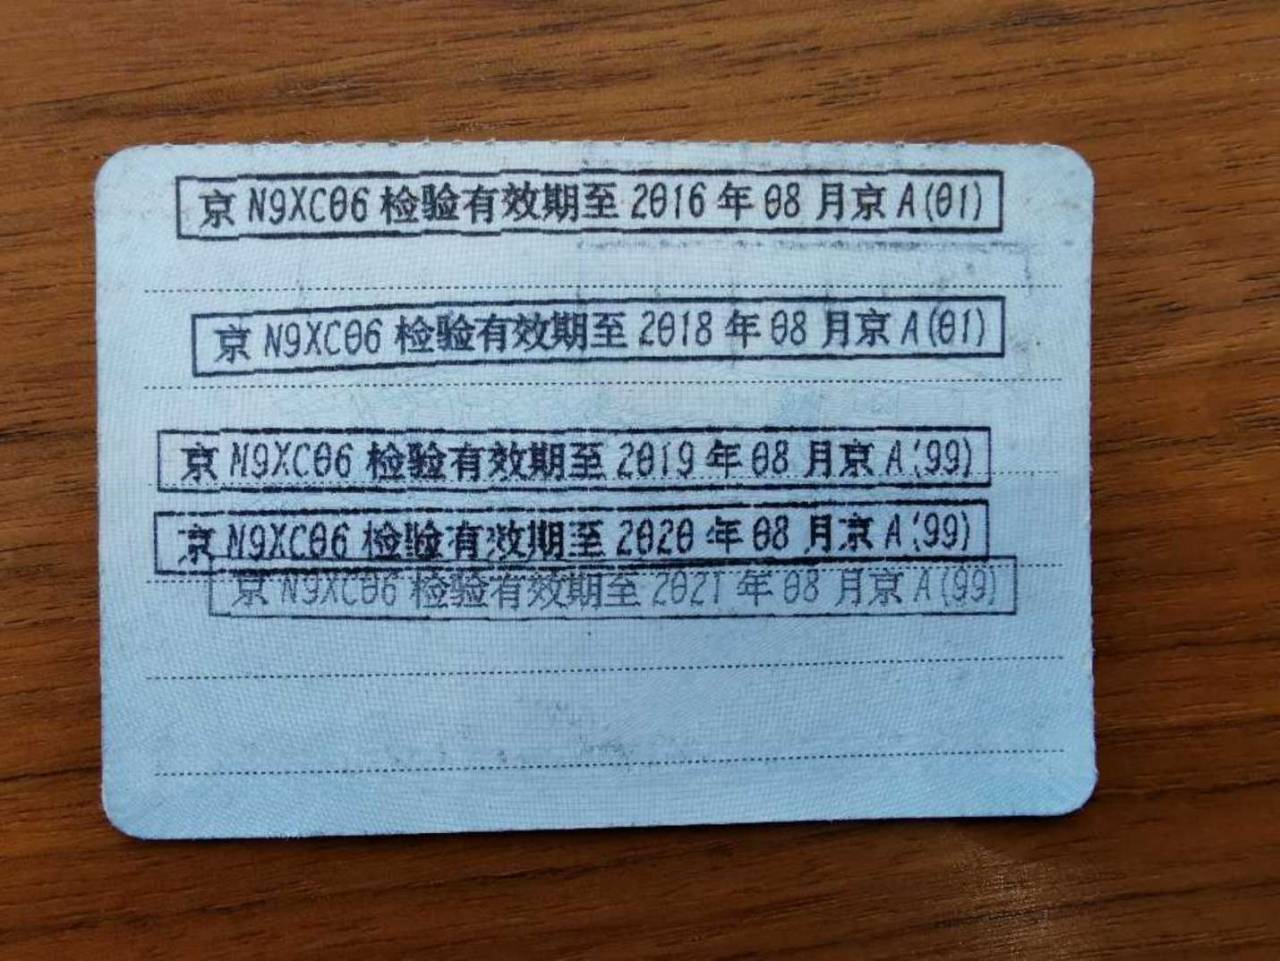 京 N9XC06 检验有效期至 2016 年 08 月京 A(01)
京 N9XC06 检验有效期至 2018 年 08 月京 A(01)
京 N9XC06 检验有效期至 2019 年 08 月京 A(99)
京 N9XC06 检验有效期至 2020 年 08 月京 A(99)
京 N9XC06 检验有效期至 2021 年 08 月京 A(99)